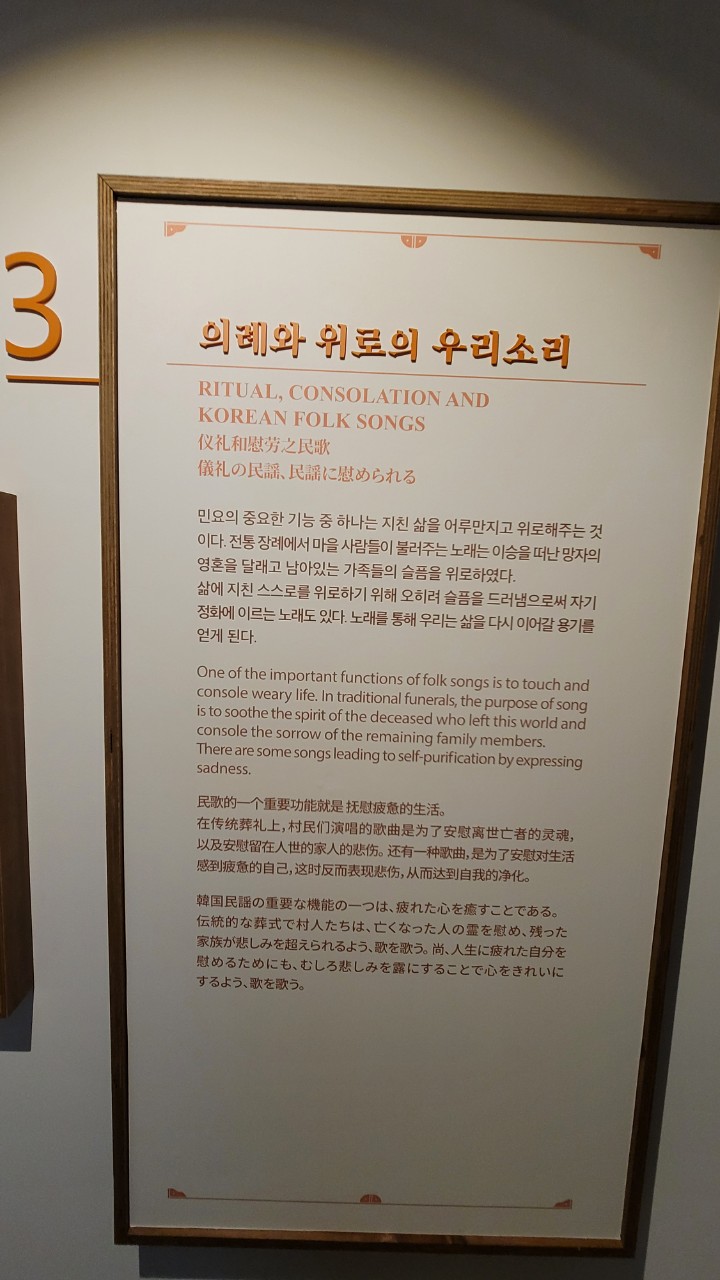 3
의례와 위로의 우리소리
RITUAL, CONSOLATION AND
KOREAN FOLK SONGS
仪礼和慰劳之民歌
儀礼の民謡、民謡に慰められる
민요의 중요한 기능 중 하나는 지친 삶을 어루만지고 위로해주는 것
이다. 전통 장례에서 마을 사람들이 불러주는 노래는 이승을 떠난 망자의
영혼을 달래고 남아있는 가족들의 슬픔을 위로하였다.
삶에 지친 스스로를 위로하기 위해 오히려 슬픔을 드러냄으로써 자기
정화에 이르는 노래도 있다. 노래를 통해 우리는 삶을 다시 이어갈 용기를
얻게 된다.
One of the important functions of folk songs is to touch and
console weary life. In traditional funerals, the purpose of song
is to soothe the spirit of the deceased who left this world and
console the sorrow of the remaining family members.
There are some songs leading to self-purification by expressing
sadness.
民歌的一个重要功能就是 抚慰疲惫的生活。
在传统葬礼上，村民们演唱的歌曲是为了安慰离世亡者的灵魂，
以及安慰留在人世的家人的悲伤。还有一种歌曲，是为了安慰对生活
感到疲惫的自己，这时反而表现悲伤，从而达到自我的净化。
韓国民謡の重要な機能の一つは、疲れた心を癒すことである。
伝統的な葬式で村人たちは、亡くなった人の霊を慰め、残った
家族が悲しみを超えられるよう、歌を歌う。尚、人生に疲れた自分を
慰めるためにも、むしろ悲しみを露にすることで心をきれいに
するよう、歌を歌う。